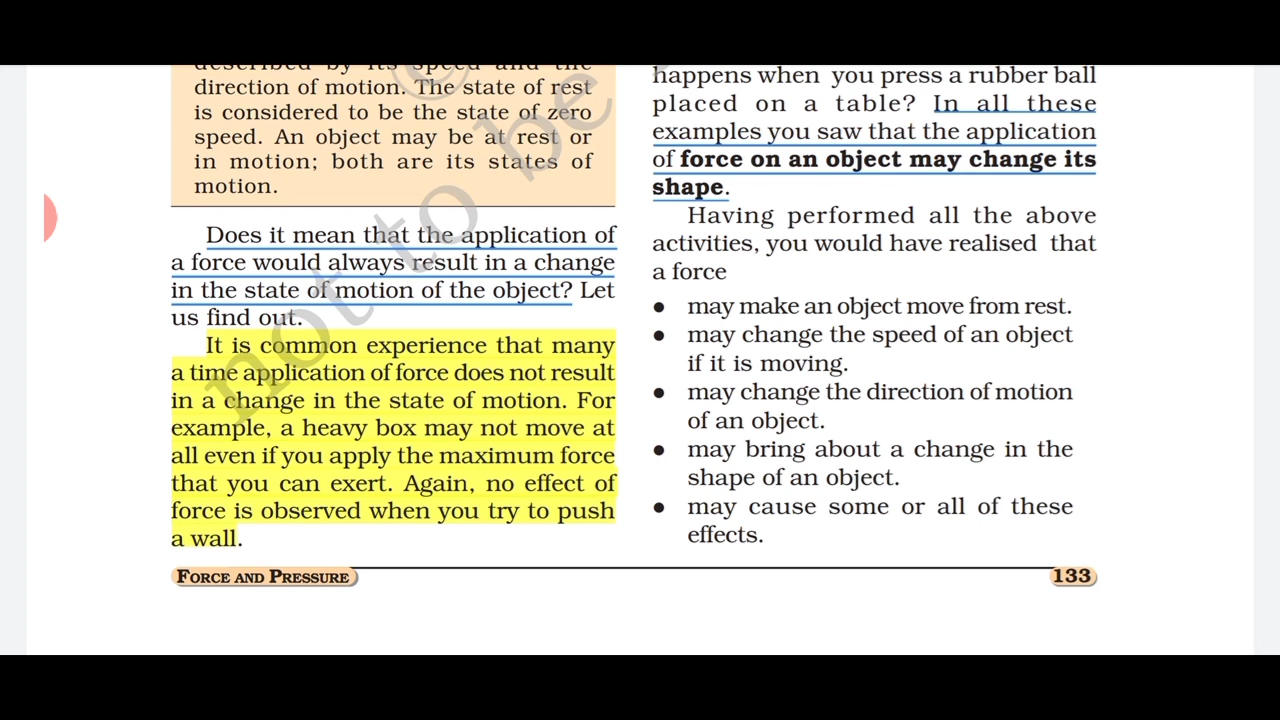 described by its speed and the
direction of motion. The state of rest
is considered to be the state of zero
speed. An object may be at rest or
in motion; both are its states of
motion.
Does it mean that the application of
a force would always result in a change
in the state of motion of the object? Let
us find out.
It is common experience that many
a time application of force does not result
in a change in the state of motion. For
example, a heavy box may not move at
all even if you apply the maximum force
that you can exert. Again, no effect of
force is observed when you try to push
a wall.
happens when you press a rubber ball
placed on a table? In all these
examples you saw that the application
of force on an object may change its
shape.
Having performed all the above
activities, you would have realised that
a force
• may make an object move from rest.
• may change the speed of an object
if it is moving.
• may change the direction of motion
of an object.
• may bring about a change in the
shape of an object.
• may cause some or all of these
effects.
FORCE AND PRESSURE
133
©
not to be